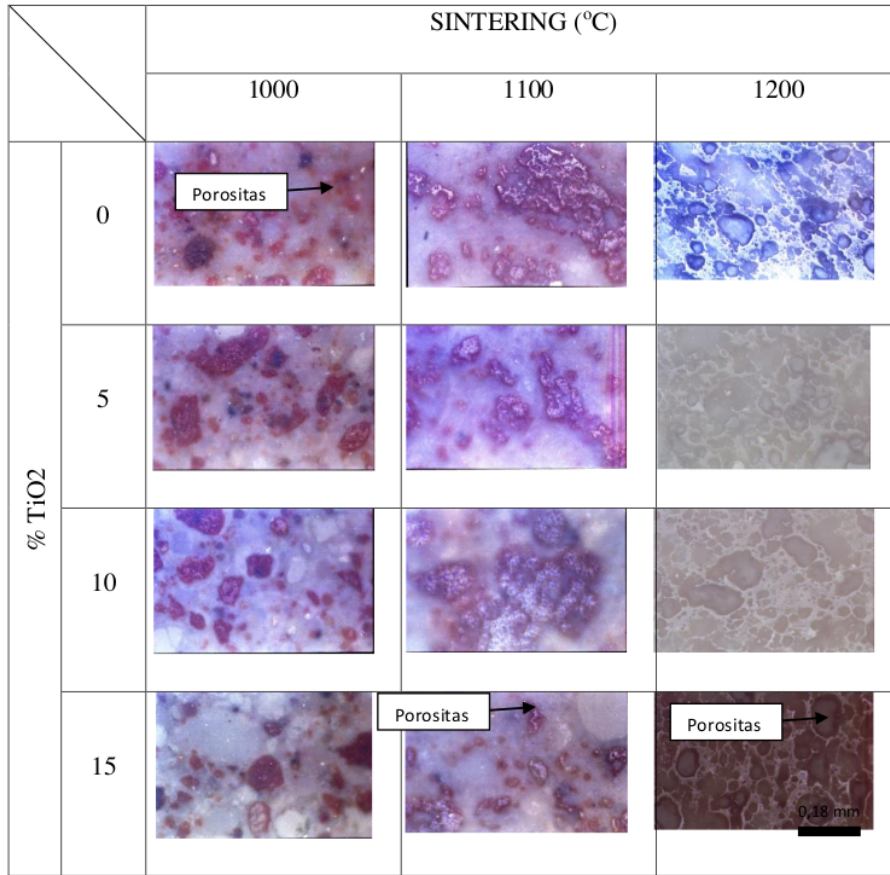 SINTERING (°C)
1000
1100
1200
% TiO2
0
Porositas
5
10
15
Porositas
Porositas
0,18 mm